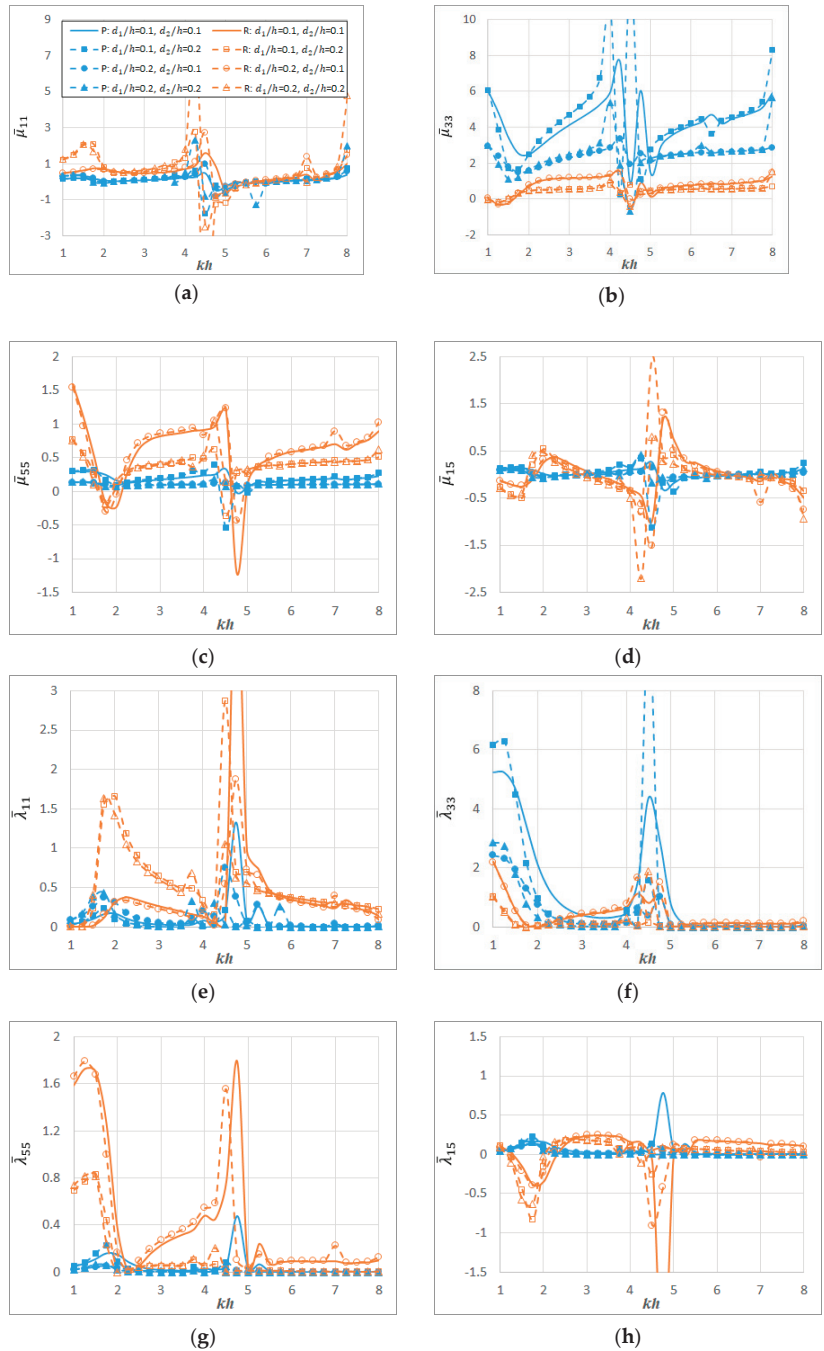 9
7
5
3
1
-1
-3
μ̄11
P: d1/h=0.1, d2/h=0.1
R: d1/h=0.1, d2/h=0.1
P: d1/h=0.1, d2/h=0.2
R: d1/h=0.1, d2/h=0.2
P: d1/h=0.2, d2/h=0.1
R: d1/h=0.2, d2/h=0.1
P: d1/h=0.2, d2/h=0.2
R: d1/h=0.2, d2/h=0.2
1 2 3 4 5 6 7 8
kh
(a)
10
8
6
4
2
0
-2
μ̄33
1 2 3 4 5 6 7 8
kh
(b)
2
1.5
1
0.5
0
-0.5
-1
-1.5
μ̄55
1 2 3 4 5 6 7 8
kh
(c)
2.5
1.5
0.5
-0.5
-1.5
-2.5
μ̄15
1 2 3 4 5 6 7 8
kh
(d)
3
2.5
2
1.5
1
0.5
0
λ̄11
1 2 3 4 5 6 7 8
kh
(e)
8
6
4
2
0
λ̄33
1 2 3 4 5 6 7 8
kh
(f)
2
1.6
1.2
0.8
0.4
0
λ̄55
1 2 3 4 5 6 7 8
kh
(g)
1.5
1
0.5
0
-0.5
-1
-1.5
λ̄15
1 2 3 4 5 6 7 8
kh
(h)